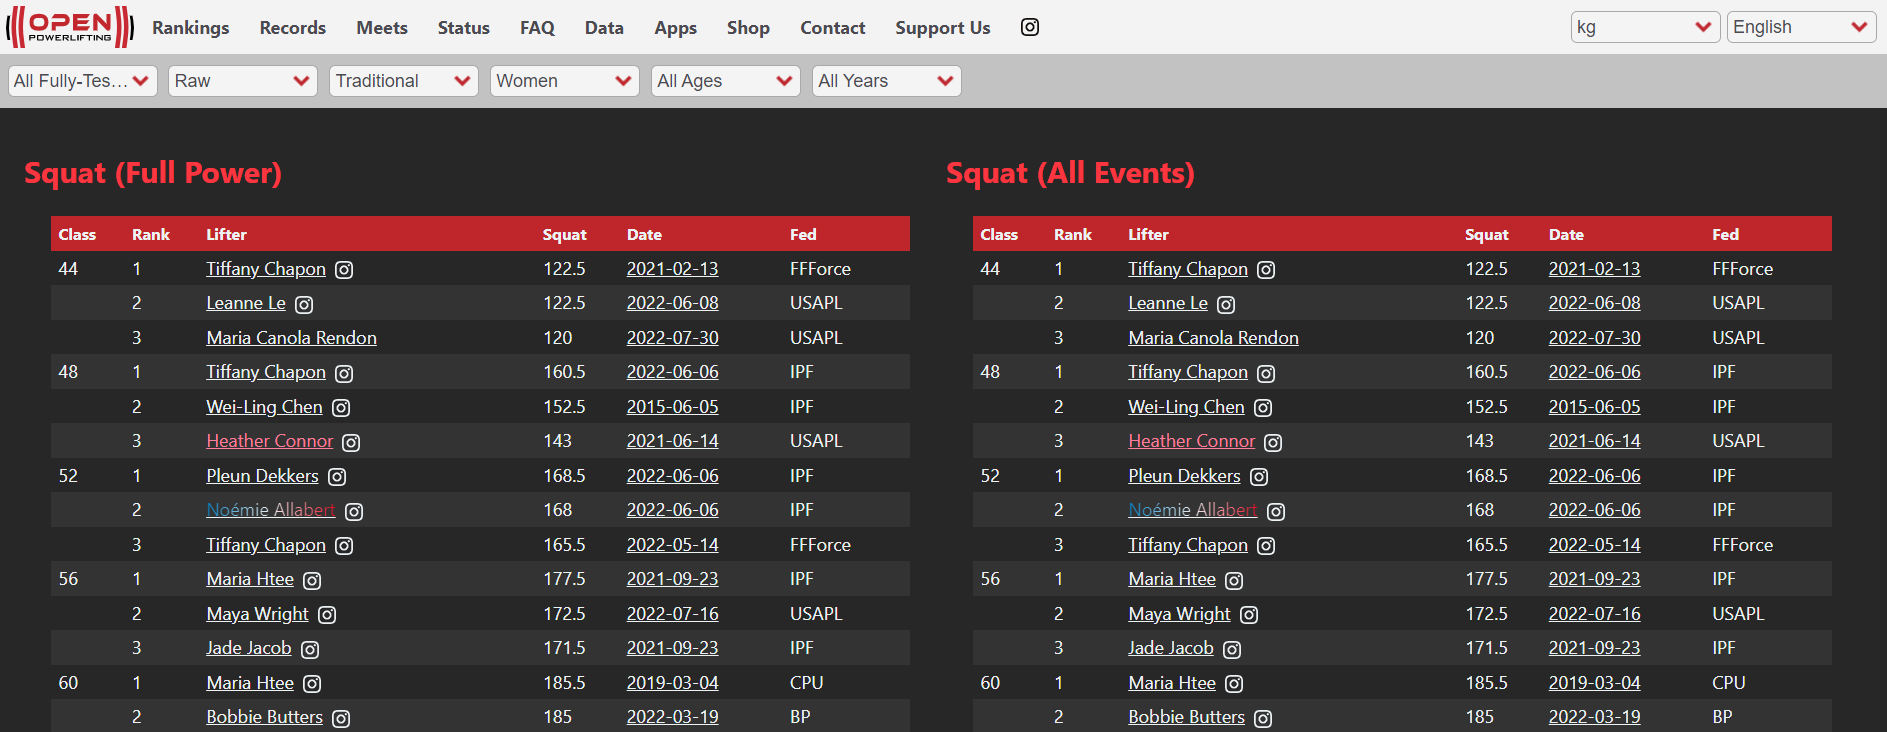 OPEN
POWERLIFTING
Rankings Records Meets Status FAQ Data Apps Shop Contact Support Us
kg English
All Fully-Tes... Raw Traditional Women All Ages All Years
Squat (Full Power)
Class Rank Lifter Squat Date Fed
44 1 Tiffany Chapon 122.5 2021-02-13 FFForce
2 Leanne Le 122.5 2022-06-08 USAPL
3 Maria Canola Rendon 120 2022-07-30 USAPL
48 1 Tiffany Chapon 160.5 2022-06-06 IPF
2 Wei-Ling Chen 152.5 2015-06-05 IPF
3 Heather Connor 143 2021-06-14 USAPL
52 1 Pleun Dekkers 168.5 2022-06-06 IPF
2 Noémie Allabert 168 2022-06-06 IPF
3 Tiffany Chapon 165.5 2022-05-14 FFForce
56 1 Maria Htee 177.5 2021-09-23 IPF
2 Maya Wright 172.5 2022-07-16 USAPL
3 Jade Jacob 171.5 2021-09-23 IPF
60 1 Maria Htee 185.5 2019-03-04 CPU
2 Bobbie Butters 185 2022-03-19 BP
Squat (All Events)
Class Rank Lifter Squat Date Fed
44 1 Tiffany Chapon 122.5 2021-02-13 FFForce
2 Leanne Le 122.5 2022-06-08 USAPL
3 Maria Canola Rendon 120 2022-07-30 USAPL
48 1 Tiffany Chapon 160.5 2022-06-06 IPF
2 Wei-Ling Chen 152.5 2015-06-05 IPF
3 Heather Connor 143 2021-06-14 USAPL
52 1 Pleun Dekkers 168.5 2022-06-06 IPF
2 Noémie Allabert 168 2022-06-06 IPF
3 Tiffany Chapon 165.5 2022-05-14 FFForce
56 1 Maria Htee 177.5 2021-09-23 IPF
2 Maya Wright 172.5 2022-07-16 USAPL
3 Jade Jacob 171.5 2021-09-23 IPF
60 1 Maria Htee 185.5 2019-03-04 CPU
2 Bobbie Butters 185 2022-03-19 BP